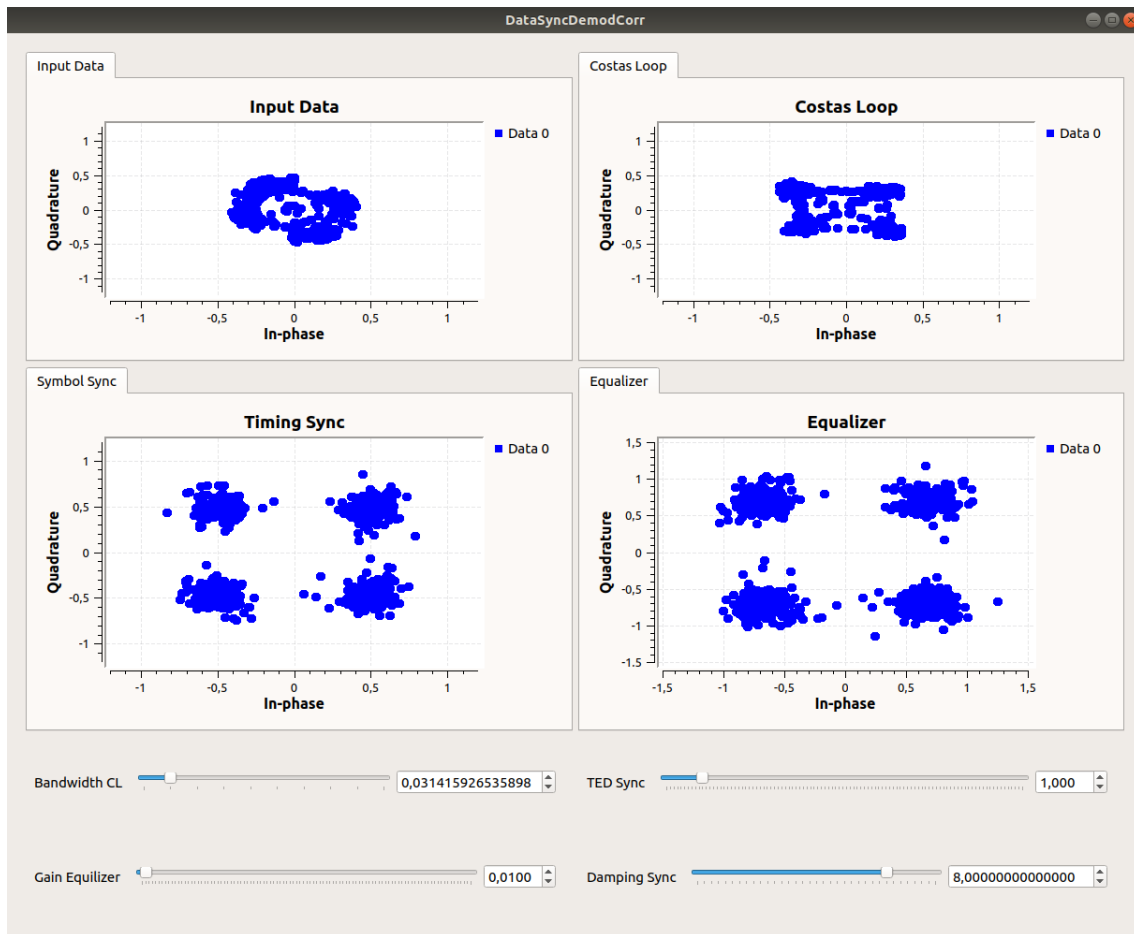 DataSyncDemodCorr
Input Data
Input Data
Data 0
1
0,5
0
-0,5
-1
Quadrature
-1 -0,5 0 0,5 1
In-phase
Costas Loop
Costas Loop
Data 0
1
0,5
0
-0,5
-1
Quadrature
-1 -0,5 0 0,5 1
In-phase
Symbol Sync
Timing Sync
Data 0
1
0,5
0
-0,5
-1
Quadrature
-1 -0,5 0 0,5 1
In-phase
Equalizer
Equalizer
Data 0
1,5
1
0,5
0
-0,5
-1
-1.5
Quadrature
-1,5 -1 -0,5 0 0,5 1 1,5
In-phase
Bandwidth CL 0,031415926535898
TED Sync 1,000
Gain Equilizer 0,0100
Damping Sync 8,00000000000000